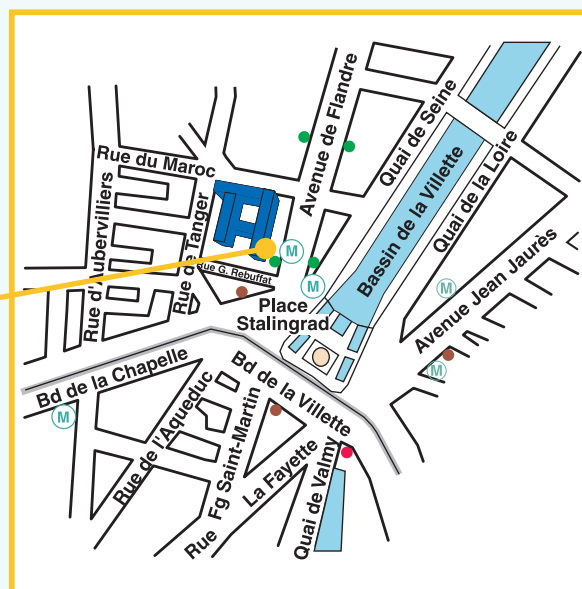 Avenue de Flandre
Quai de Seine
Rue du Maroc
Bassin de la Villette
Quai de la Loire
Rue d'Aubervilliers
Rue de Tanger
M
Rue G. Rebuffat
M
M
Place
Stalingrad
Avenue Jean Jaurès
M
Bd de la Chapelle
Bd de la Villette
M
Rue de l'Aqueduc
Fg Saint-Martin
Rue La Fayette
Quai de Valmy